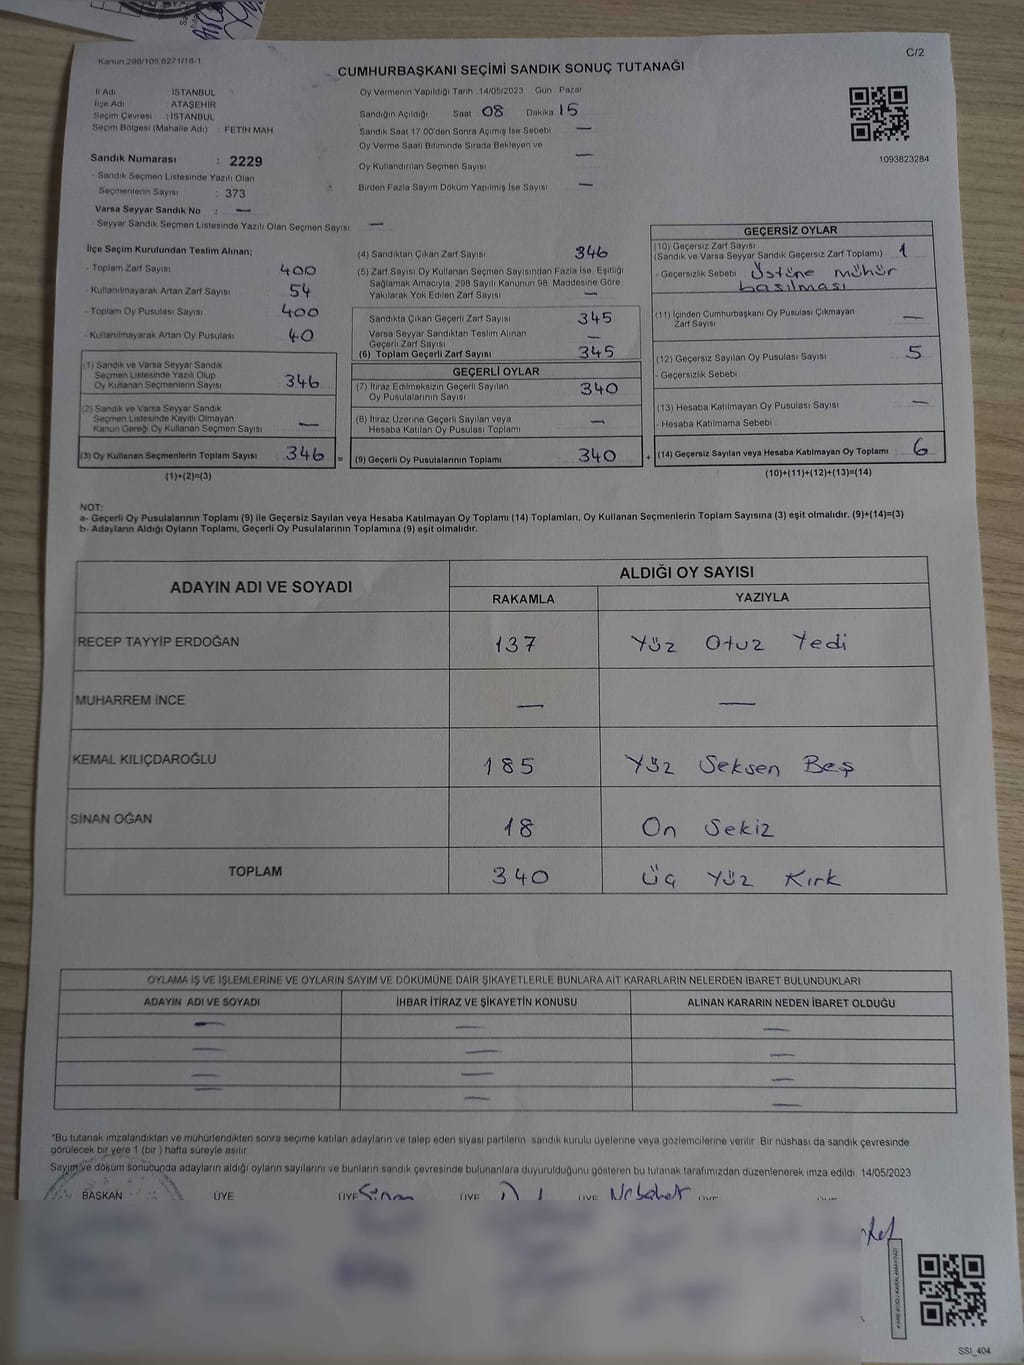 C/2
Kanun:298/105;6271/18-1
CUMHURBAŞKANI SEÇİMİ SANDIK SONUÇ TUTANAĞI
İl Adı İSTANBUL
İlçe Adı ATAŞEHİR
Seçim Çevresi : İSTANBUL
Seçim Bölgesi (Mahalle Adı) : FETİH MAH
Sandık Numarası : 2229
- Sandık Seçmen Listesinde Yazılı Olan
Seçmenlerin Sayısı : 373
Varsa Seyyar Sandık No : —
- Seyyar Sandık Seçmen Listesinde Yazılı Olan Seçmen Sayısı —
Oy Vermenin Yapıldığı Tarih :14/05/2023 Gün Pazar
Sandığın Açıldığı Saat 08 Dakika 15
Sandık Saat 17:00'den Sonra Açılmış İse Sebebi —
Oy Verme Saati Bitiminde Sırada Bekleyen ve
Oy Kullandırılan Seçmen Sayısı —
Birden Fazla Sayım Döküm Yapılmış İse Sayısı —
1093823284
İlçe Seçim Kurulundan Teslim Alınan;
- Toplam Zarf Sayısı 400
- Kullanılmayarak Artan Zarf Sayısı 54
- Toplam Oy Pusulası Sayısı 400
- Kullanılmayarak Artan Oy Pusulası 40
(1) Sandık ve Varsa Seyyar Sandık
Seçmen Listesinde Yazılı Olup
Oy Kullanan Seçmenlerin Sayısı 346
(2) Sandık ve Varsa Seyyar Sandık
Seçmen Listesinde Kayıtlı Olmayan
Kanun Gereği Oy Kullanan Seçmen Sayısı —
(3) Oy Kullanan Seçmenlerin Toplam Sayısı 346 =
(1)+(2)=(3)
(4) Sandıktan Çıkan Zarf Sayısı 346
(5) Zarf Sayısı Oy Kullanan Seçmen Sayısından Fazla İse, Eşitliği
Sağlamak Amacıyla, 298 Sayılı Kanunun 98. Maddesine Göre
Yakılarak Yok Edilen Zarf Sayısı —
Sandıkta Çıkan Geçerli Zarf Sayısı 345
Varsa Seyyar Sandıktan Teslim Alınan
Geçerli Zarf Sayısı —
(6) Toplam Geçerli Zarf Sayısı 345
GEÇERLİ OYLAR
(7) İtiraz Edilmeksizin Geçerli Sayılan
Oy Pusulalarının Sayısı 340
(8) İtiraz Üzerine Geçerli Sayılan veya
Hesaba Katılan Oy Pusulası Toplamı —
(9) Geçerli Oy Pusulalarının Toplamı 340 +
GEÇERSİZ OYLAR
(10) Geçersiz Zarf Sayısı
(Sandık ve Varsa Seyyar Sandık Geçersiz Zarf Toplamı) 1
- Geçersizlik Sebebi Üstüne mühür
basılması
(11) İçinden Cumhurbaşkanı Oy Pusulası Çıkmayan
Zarf Sayısı —
(12) Geçersiz Sayılan Oy Pusulası Sayısı 5
- Geçersizlik Sebebi
(13) Hesaba Katılmayan Oy Pusulası Sayısı —
- Hesaba Katılmama Sebebi
(14) Geçersiz Sayılan veya Hesaba Katılmayan Oy Toplamı 6
(10)+(11)+(12)+(13)=(14)
NOT:
a- Geçerli Oy Pusulalarının Toplamı (9) ile Geçersiz Sayılan veya Hesaba Katılmayan Oy Toplamı (14) Toplamları, Oy Kullanan Seçmenlerin Toplam Sayısına (3) eşit olmalıdır. (9)+(14)=(3)
b- Adayların Aldığı Oyların Toplamı, Geçerli Oy Pusulalarının Toplamına (9) eşit olmalıdır.
ADAYIN ADI VE SOYADI ALDIĞI OY SAYISI
RAKAMLA YAZIYLA
RECEP TAYYİP ERDOĞAN 137 Yüz Otuz Yedi
MUHARREM İNCE — —
KEMAL KILIÇDAROĞLU 185 Yüz Seksen Beş
SİNAN OĞAN 18 On Sekiz
TOPLAM 340 Üç Yüz Kırk
OYLAMA İŞ VE İŞLEMLERİNE VE OYLARIN SAYIM VE DÖKÜMÜNE DAİR ŞİKAYETLERLE BUNLARA AİT KARARLARIN NELERDEN İBARET BULUNDUKLARI
ADAYIN ADI VE SOYADI İHBAR İTİRAZ VE ŞİKAYETİN KONUSU ALINAN KARARIN NEDEN İBARET OLDUĞU
— — —
— — —
— — —
— — —
*Bu tutanak imzalandıktan ve mühürlendikten sonra seçime katılan adayların ve talep eden siyasi partilerin sandık kurulu üyelerine veya gözlemcilerine verilir. Bir nüshası da sandık çevresinde
görülecek bir yere 1 (bir) hafta süreyle asılır.
Sayım ve döküm sonucunda adayların aldığı oyların sayılarını ve bunların sandık çevresinde bulunanlara duyurulduğunu gösteren bu tutanak tarafımızdan düzenlenerek imza edildi. 14/05/2023
BAŞKAN ÜYE ÜYE Sinan ÜYE ÜYE
KARE KODU KARALAMAYINIZ!
SSI_404